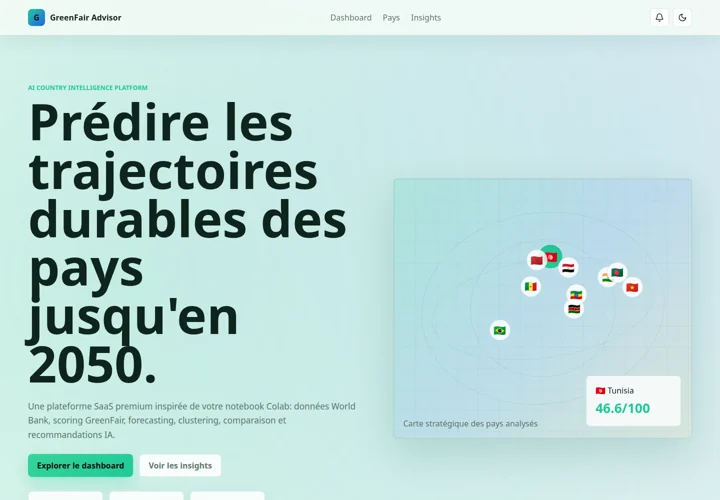 G GreenFair Advisor
Dashboard Pays Insights
AI COUNTRY INTELLIGENCE PLATFORM
Prédire les
trajectoires
durables des
pays
jusqu'en
2050.
Une plateforme SaaS premium inspirée de votre notebook Colab: données World
Bank, scoring GreenFair, forecasting, clustering, comparaison et
recommandations IA.
Explorer le dashboard Voir les insights
Tunisia
46.6/100
Carte stratégique des pays analysés